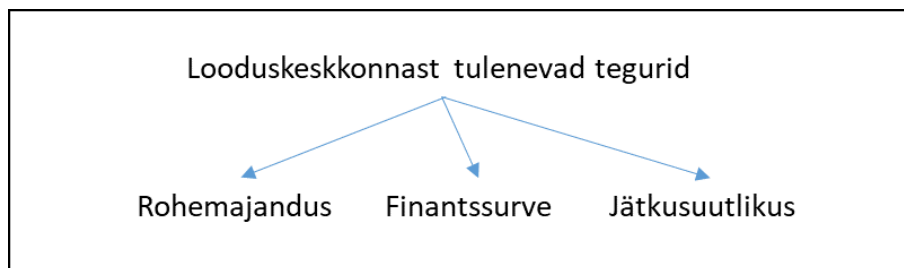 Looduskeskkonnast tulenevad tegurid
Rohemajandus Finantssurve Jätkusuutlikus